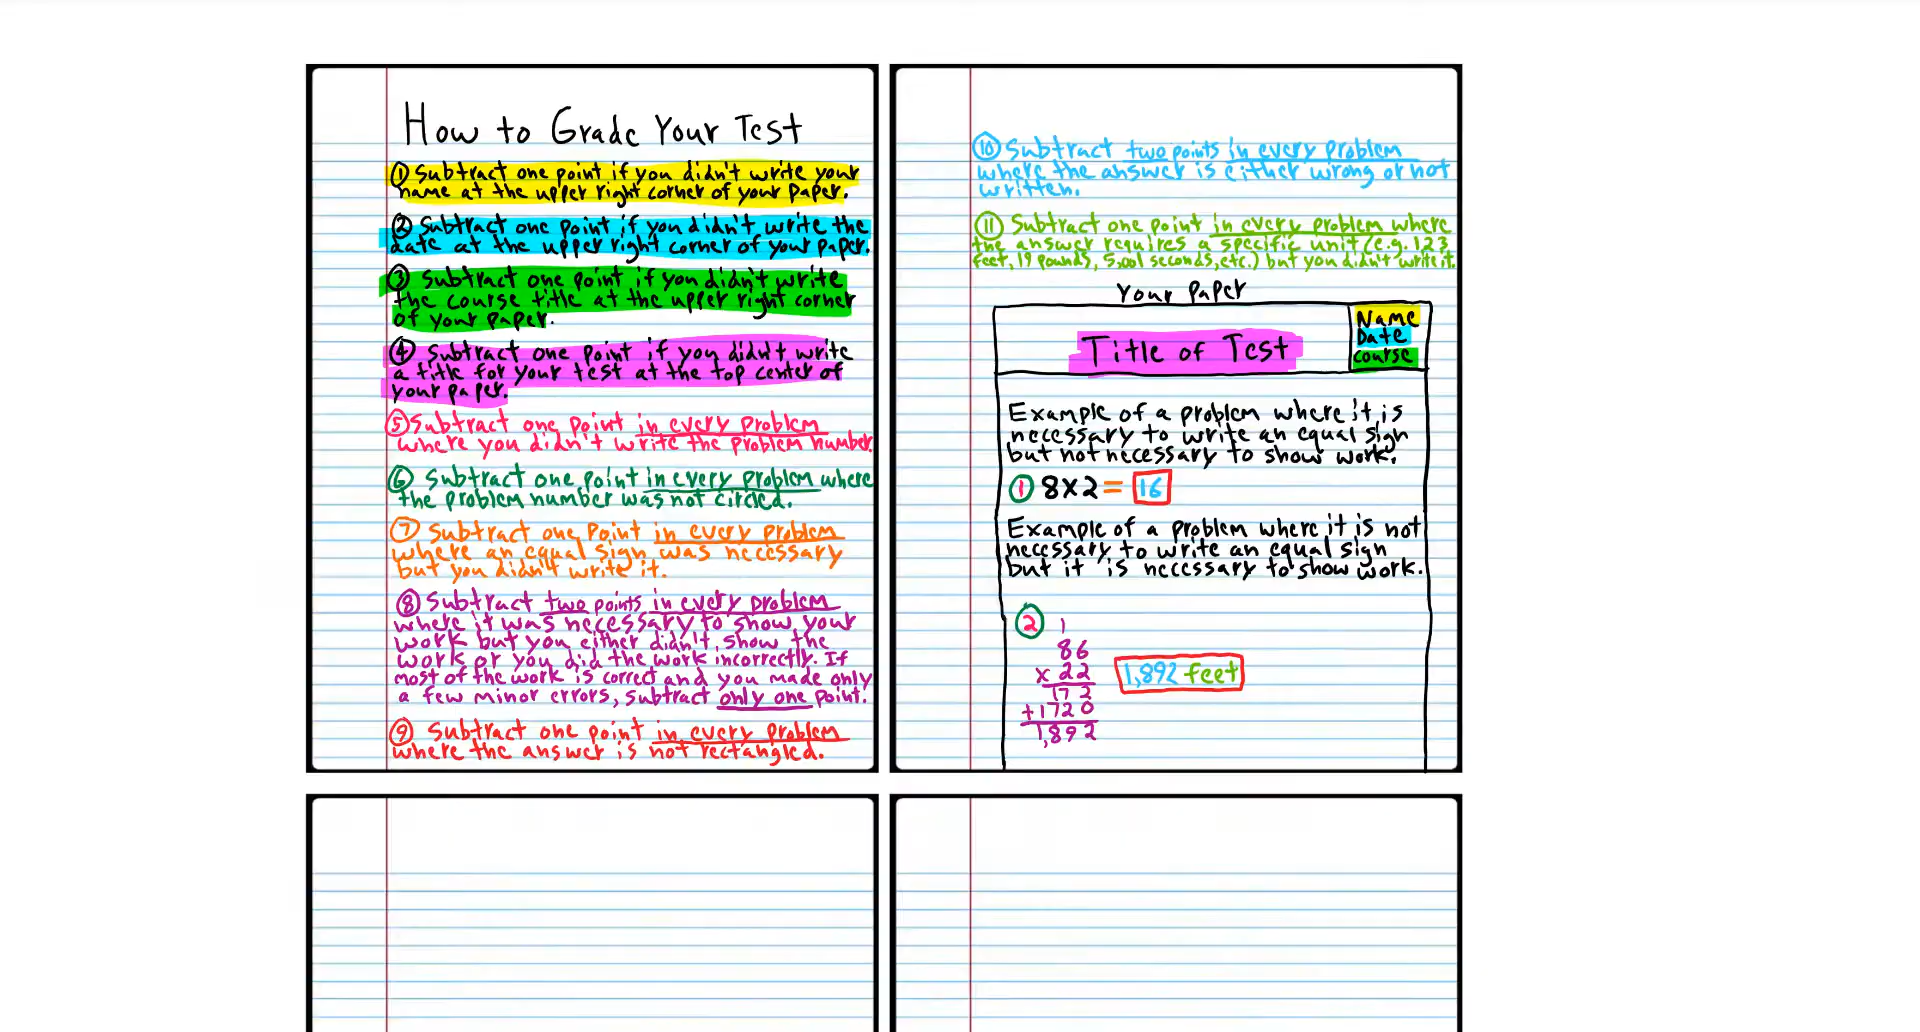 How to Grade Your Test
① Subtract one point if you didn't write your
name at the upper right corner of your paper.
② Subtract one point if you didn't write the
date at the upper right corner of your paper.
③ Subtract one point if you didn't write
the course title at the upper right corner
of your paper.
④ Subtract one point if you didn't write
a title for your test at the top center of
your paper.
⑤ Subtract one point in every problem
where you didn't write the problem number.
⑥ Subtract one point in every problem where
the problem number was not circled.
⑦ Subtract one point in every problem
where an equal sign was necessary
but you didn't write it.
⑧ Subtract two points in every problem
where it was necessary to show your
work but you either didn't show the
work or you did the work incorrectly. If
most of the work is correct and you made only
a few minor errors, subtract only one point.
⑨ Subtract one point in every problem
where the answer is not rectangled.
⑩ Subtract two points in every problem
where the answer is either wrong or not
written.
⑪ Subtract one point in every problem where
the answer requires a specific unit (e.g. 123
feet, 19 pounds, 5,001 seconds, etc.) but you didn't write it.
Your Paper
Title of Test
Name
Date
Course
Example of a problem where it is
necessary to write an equal sign
but not necessary to show work.
① 8x2 = 16
Example of a problem where it is not
necessary to write an equal sign
but it is necessary to show work.
②
1
86
x 22
172
+1720
1,892
1,892 feet